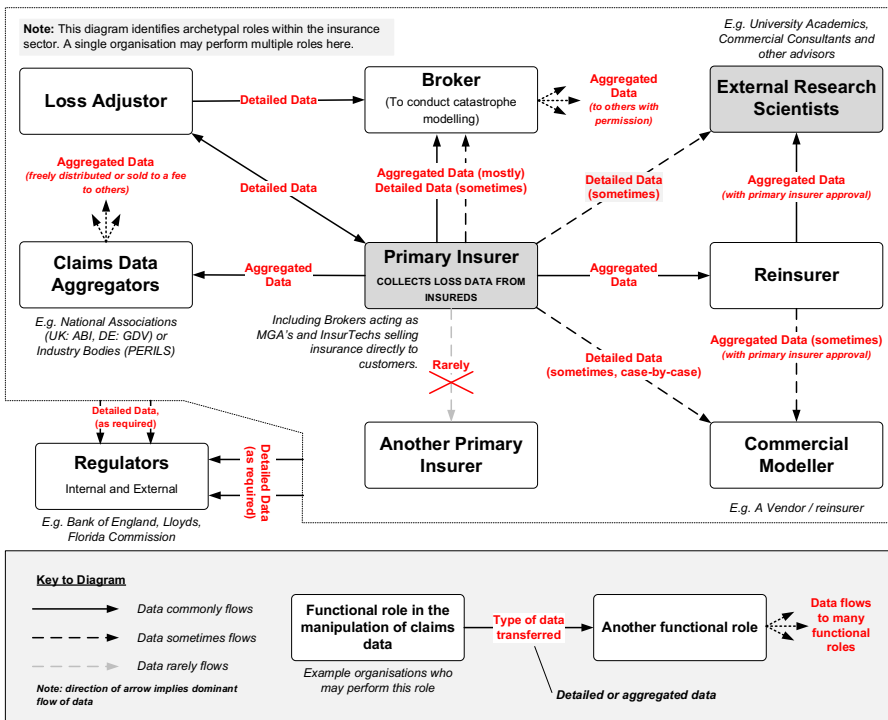 Note: This diagram identifies archetypal roles within the insurance
sector. A single organisation may perform multiple roles here.
E.g. University Academics,
Commercial Consultants and
other advisors
Loss Adjustor
Detailed Data
Broker
(To conduct catastrophe
modelling)
Aggregated
Data
(to others with
permission)
External Research
Scientists
Aggregated Data
(freely distributed or sold to a fee
to others)
Detailed Data
Aggregated Data (mostly)
Detailed Data (sometimes)
Detailed Data
(sometimes)
Aggregated Data
(with primary insurer approval)
Claims Data
Aggregators
Aggregated
Data
Primary Insurer
COLLECTS LOSS DATA FROM
INSUREDS
Aggregated
Data
Reinsurer
E.g. National Associations
(UK: ABI, DE: GDV) or
Industry Bodies (PERILS)
Including Brokers acting as
MGA's and InsurTechs selling
insurance directly to
customers.
Rarely
Detailed Data
(sometimes, case-by-case)
Aggregated Data (sometimes)
(with primary insurer approval)
Detailed Data,
(as required)
Regulators
Internal and External
Detailed Data
(as required)
Another Primary
Insurer
Commercial
Modeller
E.g. Bank of England, Lloyds,
Florida Commission
E.g. A Vendor / reinsurer
Key to Diagram
Data commonly flows
Data sometimes flows
Data rarely flows
Note: direction of arrow implies dominant
flow of data
Functional role in the
manipulation of claims
data
Example organisations who
may perform this role
Type of data
transferred
Detailed or aggregated data
Another functional role
Data flows
to many
functional
roles